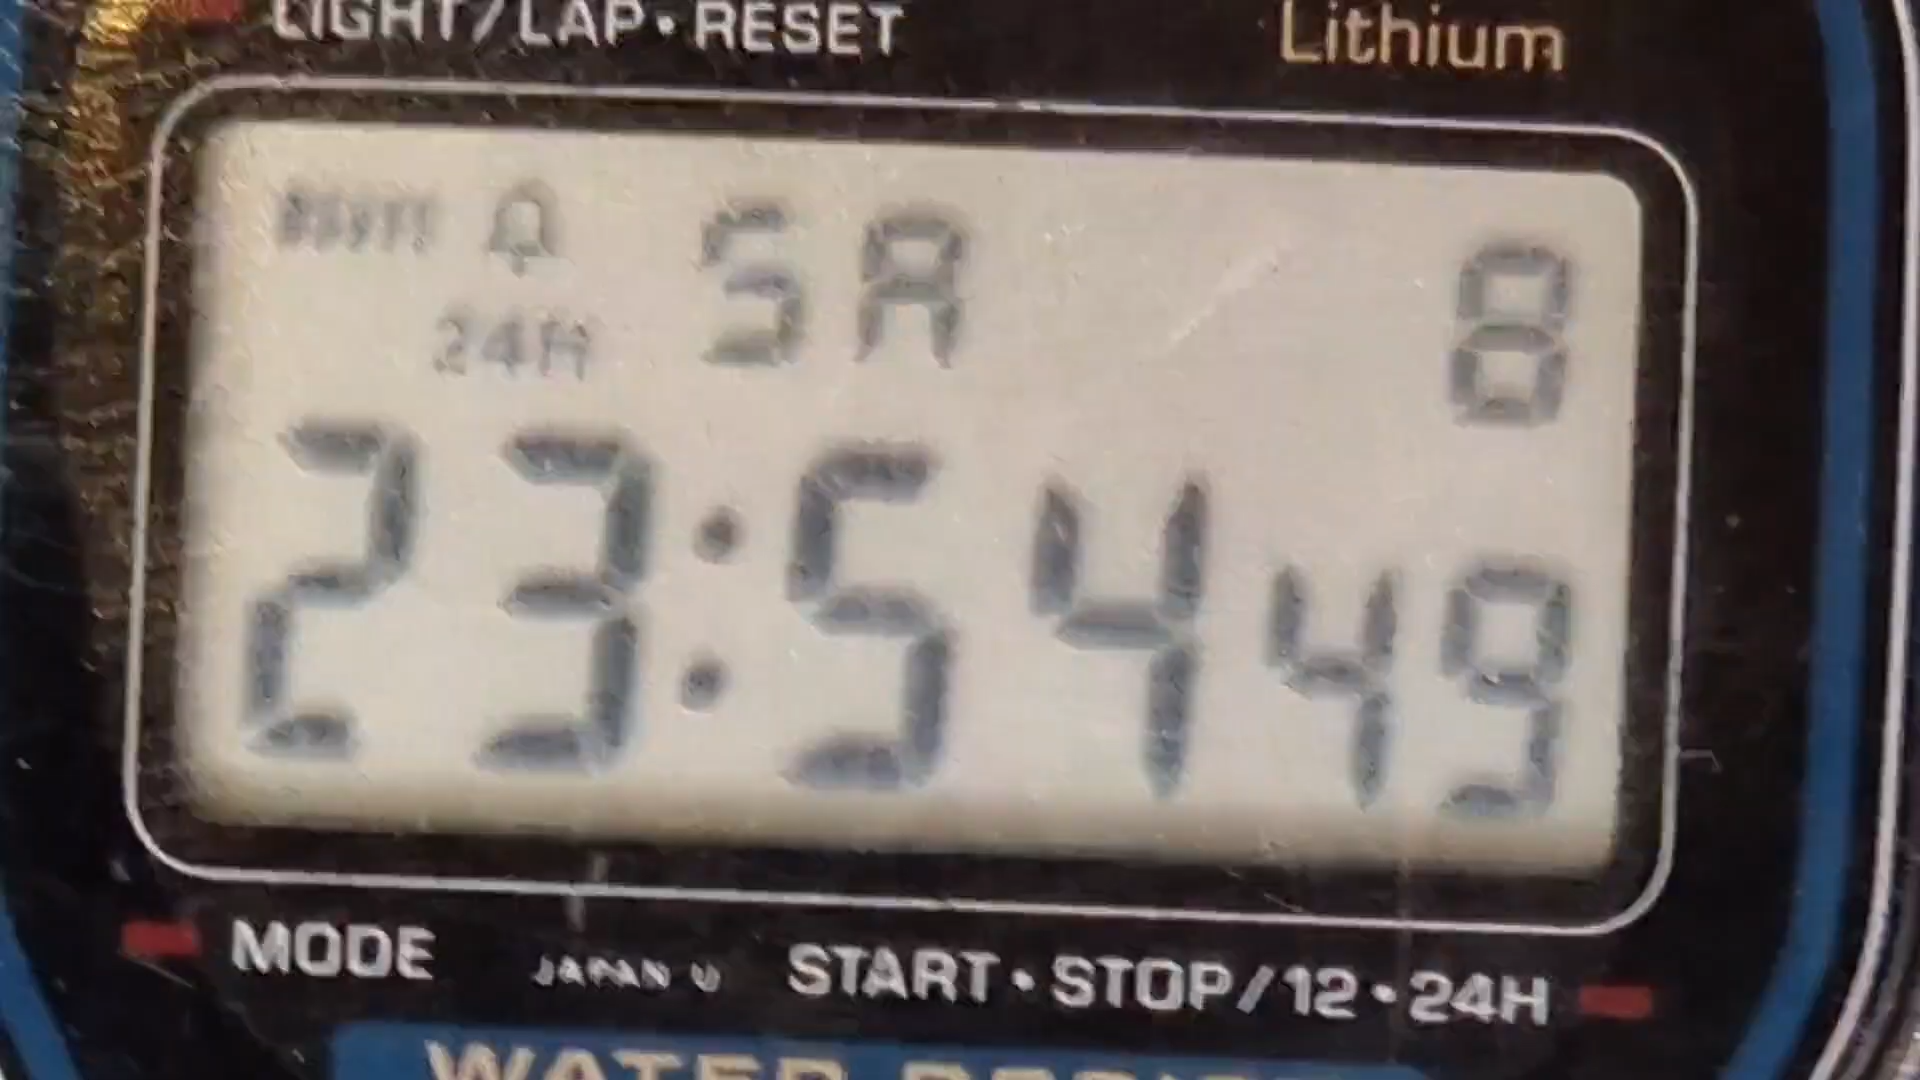 LIGHT/LAP•RESET Lithium
SA 8
24H
23:54 49
MODE JAPAN U START•STOP/12•24H
WATER